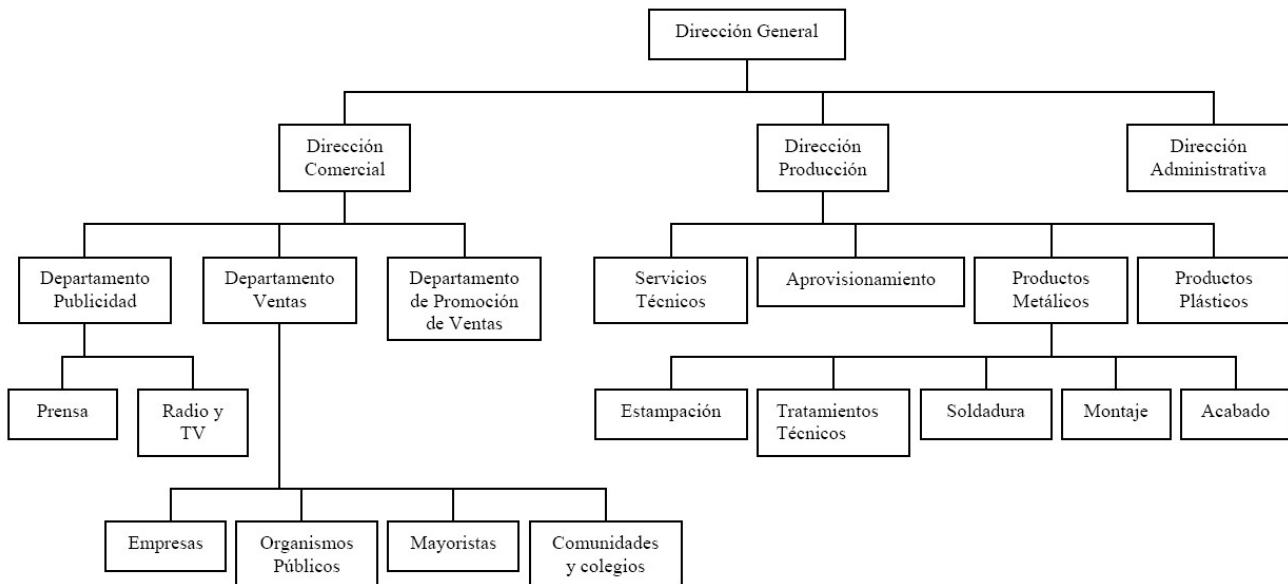 Dirección General
Dirección
Comercial
Dirección
Producción
Dirección
Administrativa
Departamento
Publicidad
Departamento
Ventas
Departamento
de Promoción
de Ventas
Servicios
Técnicos
Aprovisionamiento
Productos
Metálicos
Productos
Plásticos
Prensa
Radio y
TV
Estampación
Tratamientos
Técnicos
Soldadura
Montaje
Acabado
Empresas
Organismos
Públicos
Mayoristas
Comunidades
y colegios